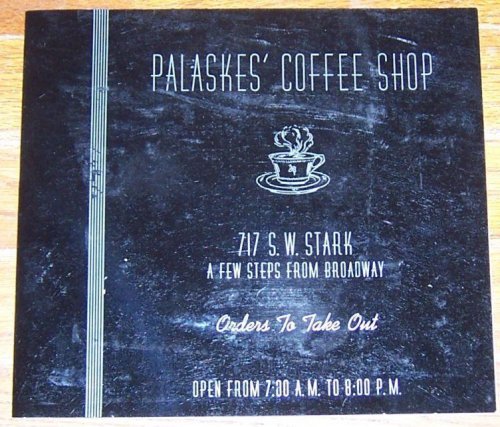 PALASKES' COFFEE SHOP
717 S.W. STARK
A FEW STEPS FROM BROADWAY
Orders To Take Out
OPEN FROM 7:00 A.M. TO 8:00 P.M.